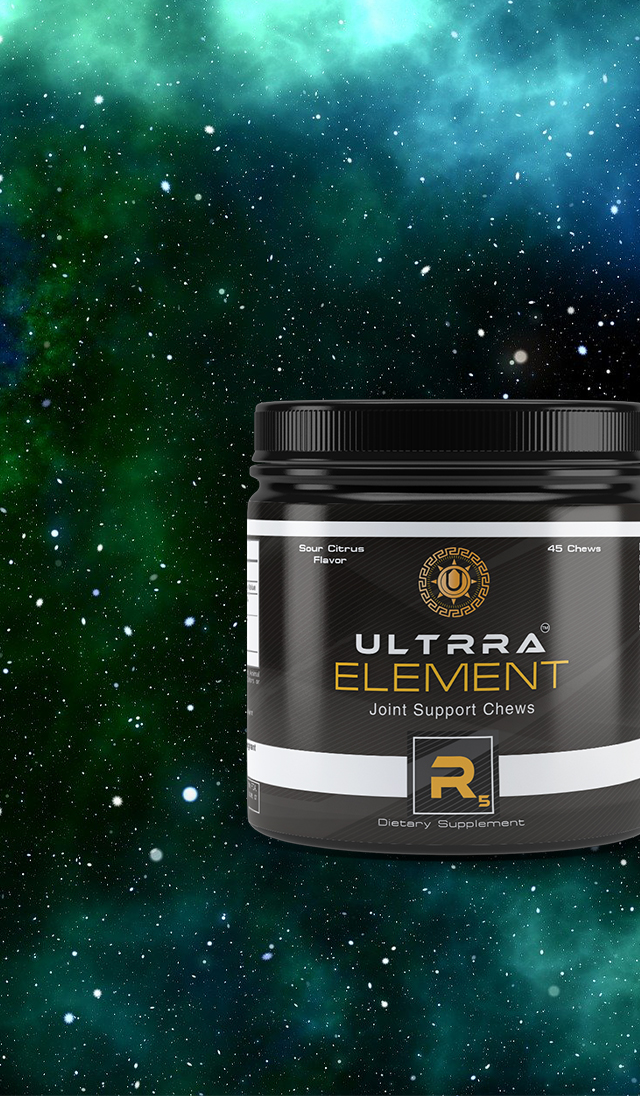 Sour Citrus
Flavor
45 Chews
U
ULTRRA™
ELEMENT
Joint Support Chews
R5
Dietary Supplement